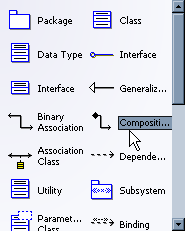 Package Class
Data Type Interface
Interface Generaliz...
Binary
Association Compositi...
Association
Class Depende...
Utility Subsystem
Paramet...
Class Binding